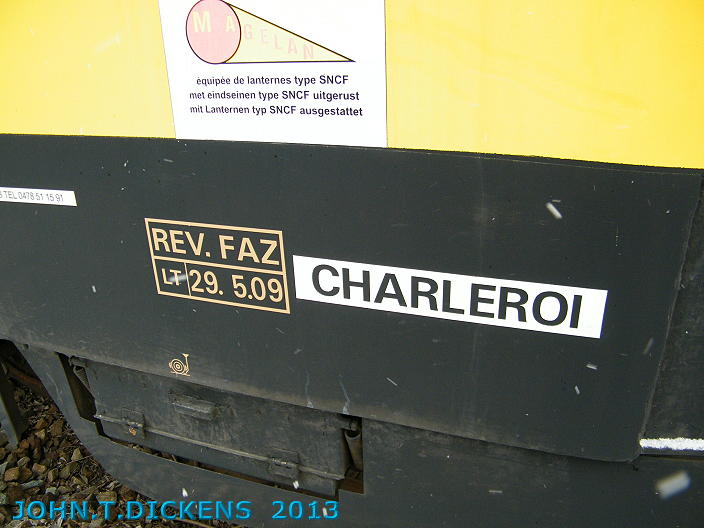 MAGELAN
équipée de lanternes type SNCF
met eindseinen type SNCF uitgerust
mit Lanternen typ SNCF ausgestattet
TEL 0478 51 15 91
REV. FAZ
LT 29. 5.09
CHARLEROI
JOHN.T.DICKENS 2013